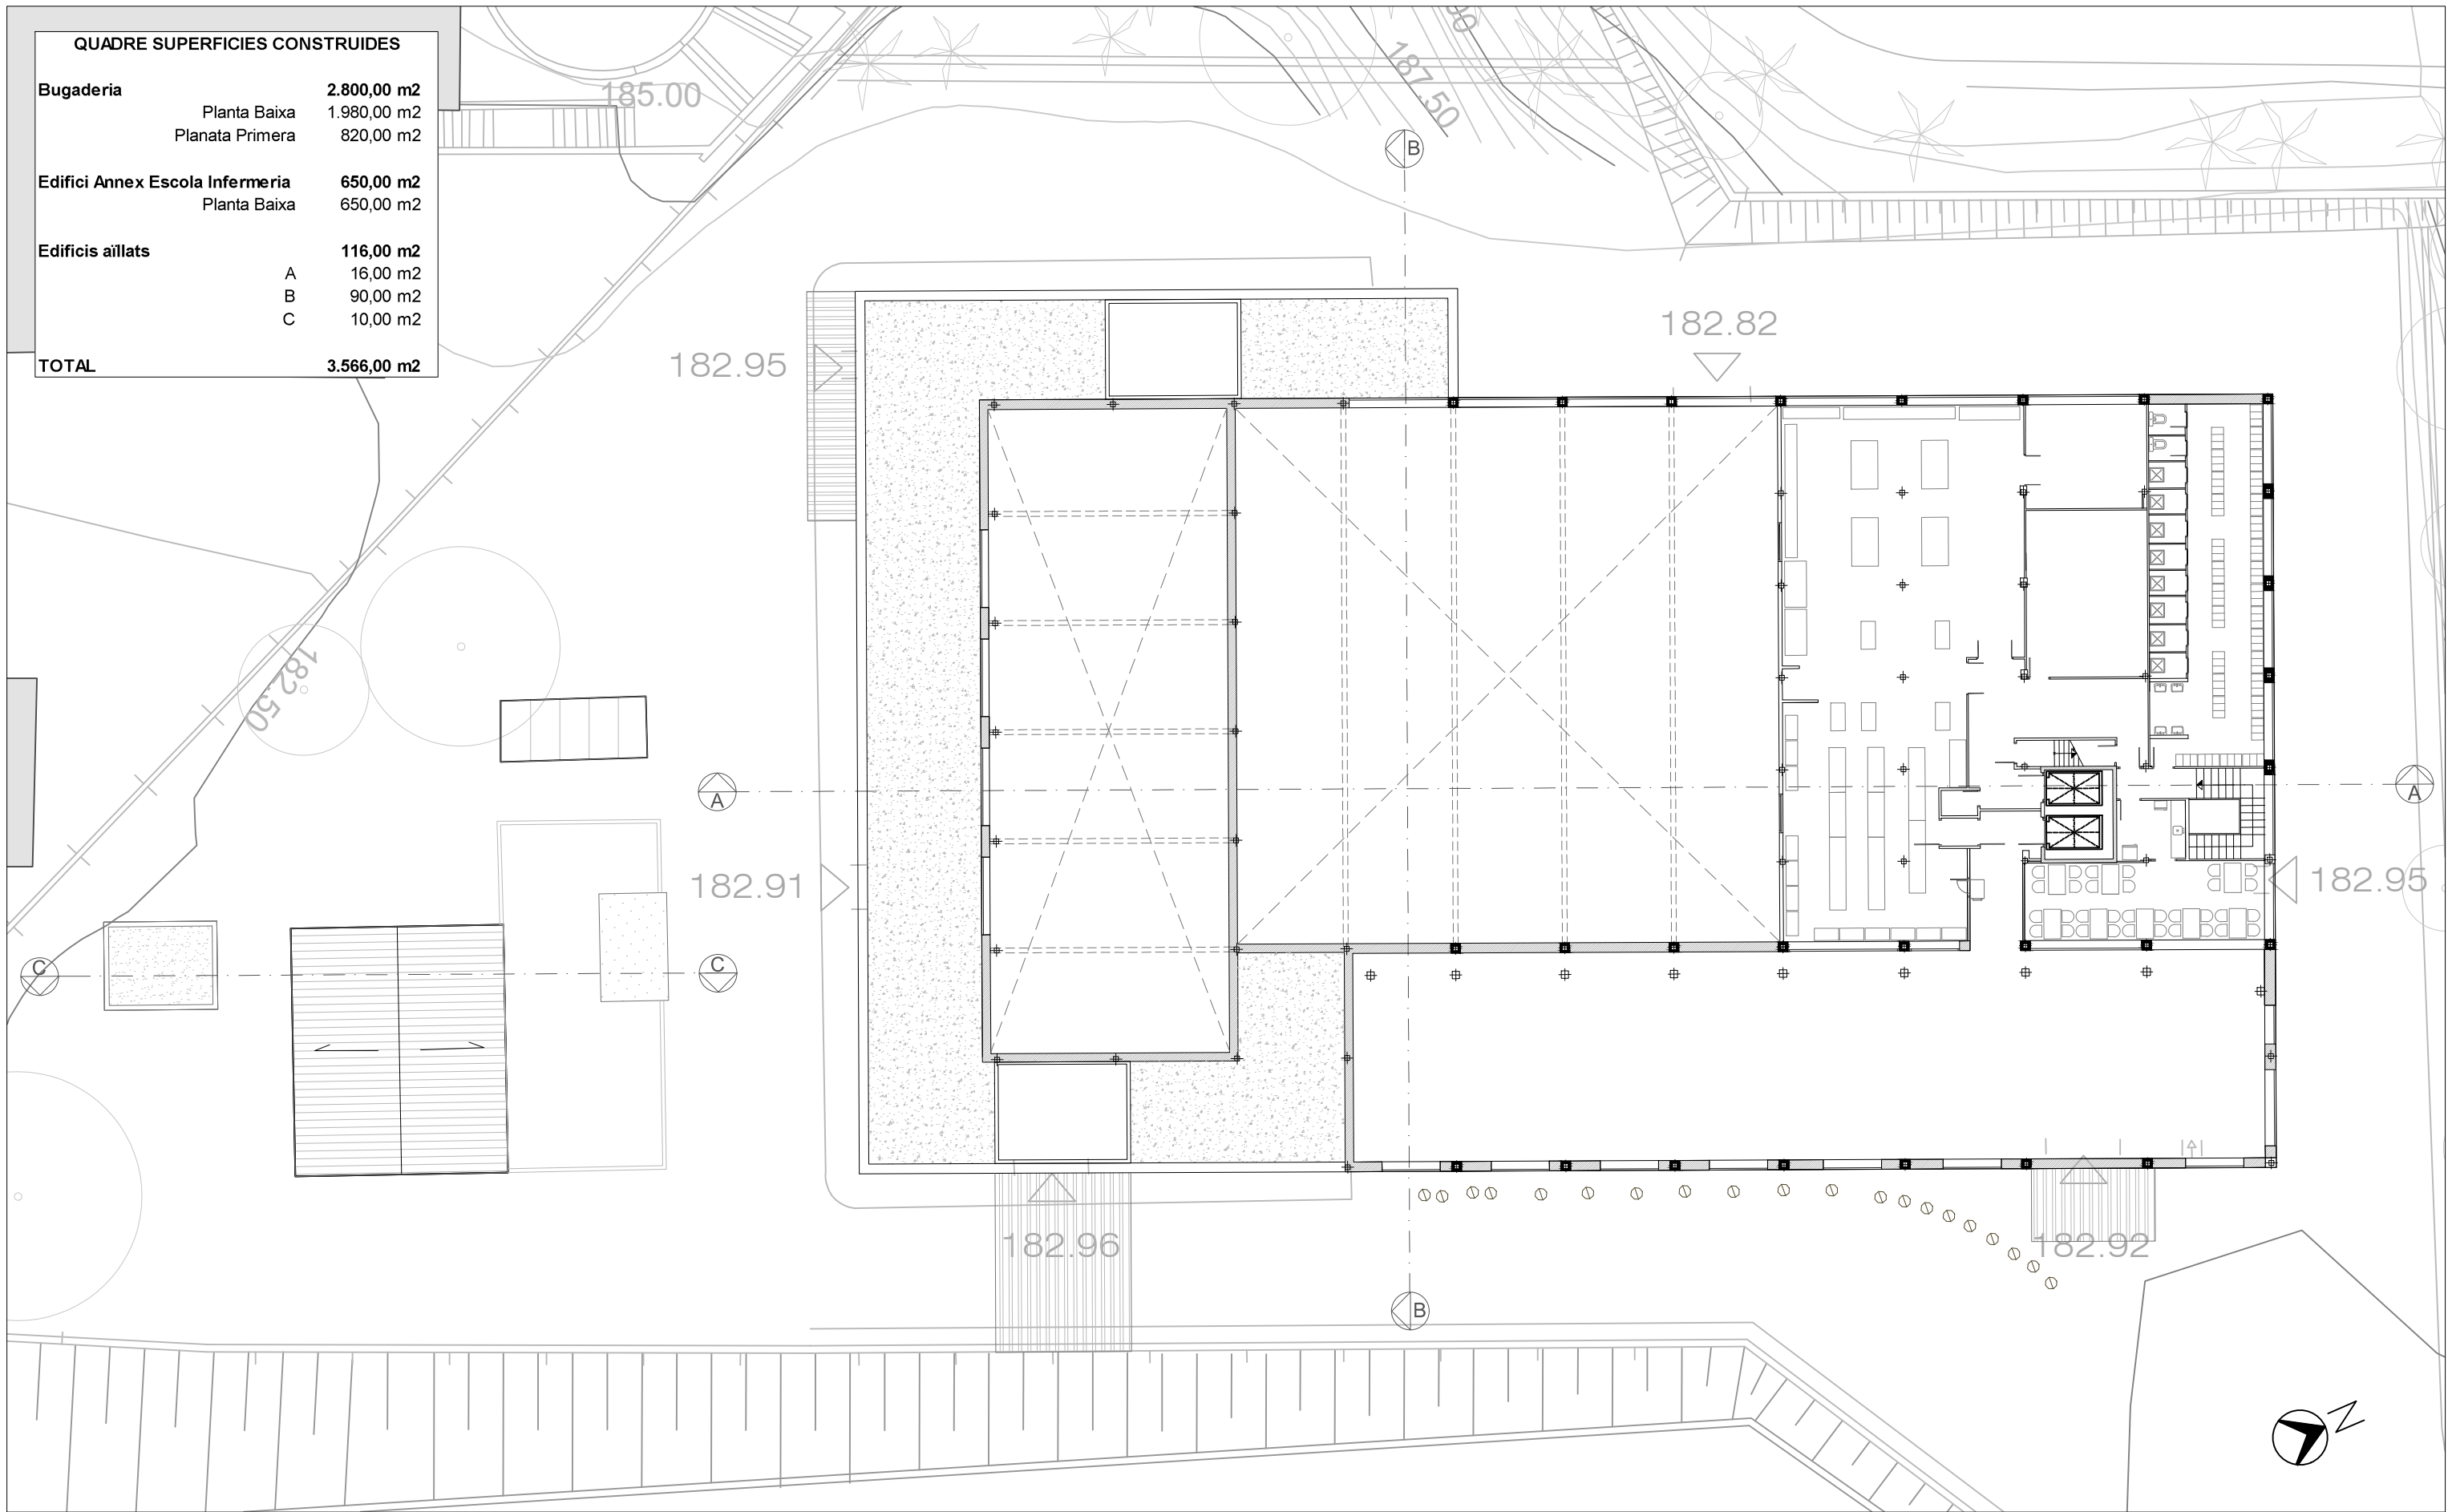 QUADRE SUPERFICIES CONSTRUIDES
Bugaderia 2.800,00 m2
Planta Baixa 1.980,00 m2
Planata Primera 820,00 m2
Edifici Annex Escola Infermeria 650,00 m2
Planta Baixa 650,00 m2
Edificis aïllats 116,00 m2
A 16,00 m2
B 90,00 m2
C 10,00 m2
TOTAL 3.566,00 m2
185.00
187.50
B
182.82
182.95
182.50
A
A
182.91
182.95
C
C
182.96
182.92
B
N